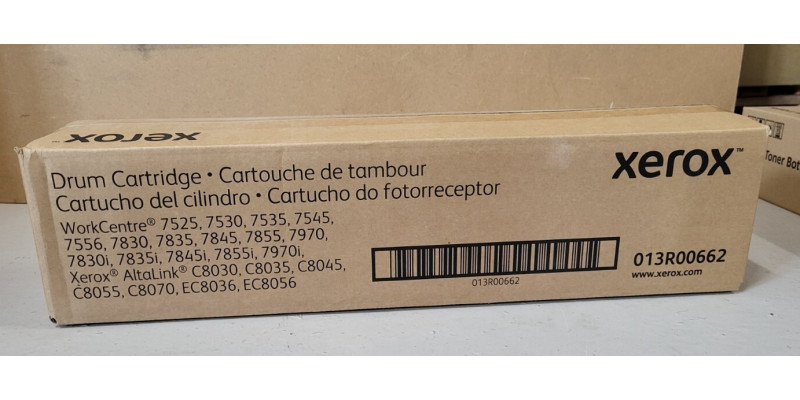 xerox
Drum Cartridge • Cartouche de tambour
Cartucho del cilindro • Cartucho do fotorreceptor
WorkCentre® 7525, 7530, 7535, 7545,
7556, 7830, 7835, 7845, 7855, 7970,
7830i, 7835i, 7845i, 7855i, 7970i,
Xerox® AltaLink® C8030, C8035, C8045,
C8055, C8070, EC8036, EC8056
013R00662
xerox™
013R00662
www.xerox.com
Toner Bot